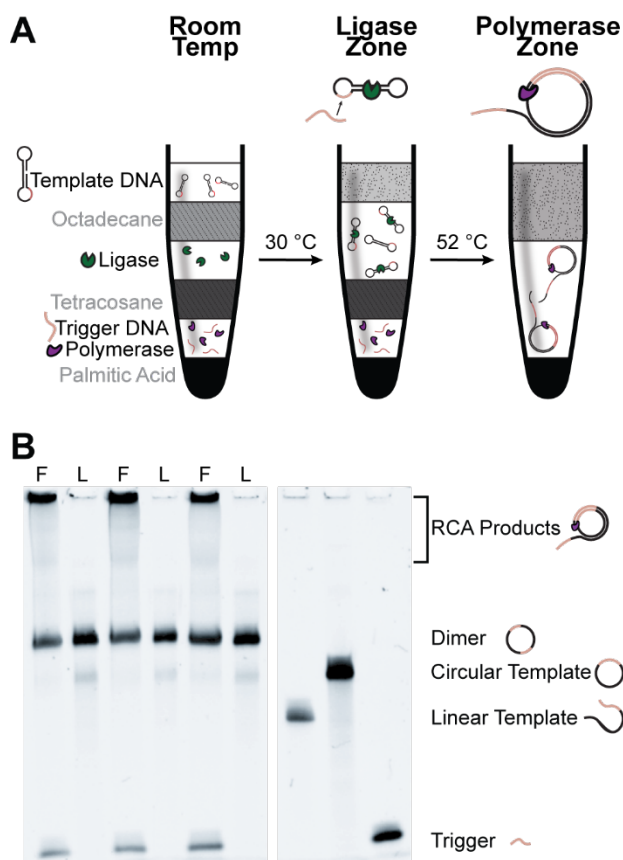 A
Room
Temp
Ligase
Zone
Polymerase
Zone
Template DNA
Octadecane
Ligase
30 °C
52 °C
Tetracosane
Trigger DNA
Polymerase
Palmitic Acid
B
F L F L F L
RCA Products
Dimer
Circular Template
Linear Template
Trigger